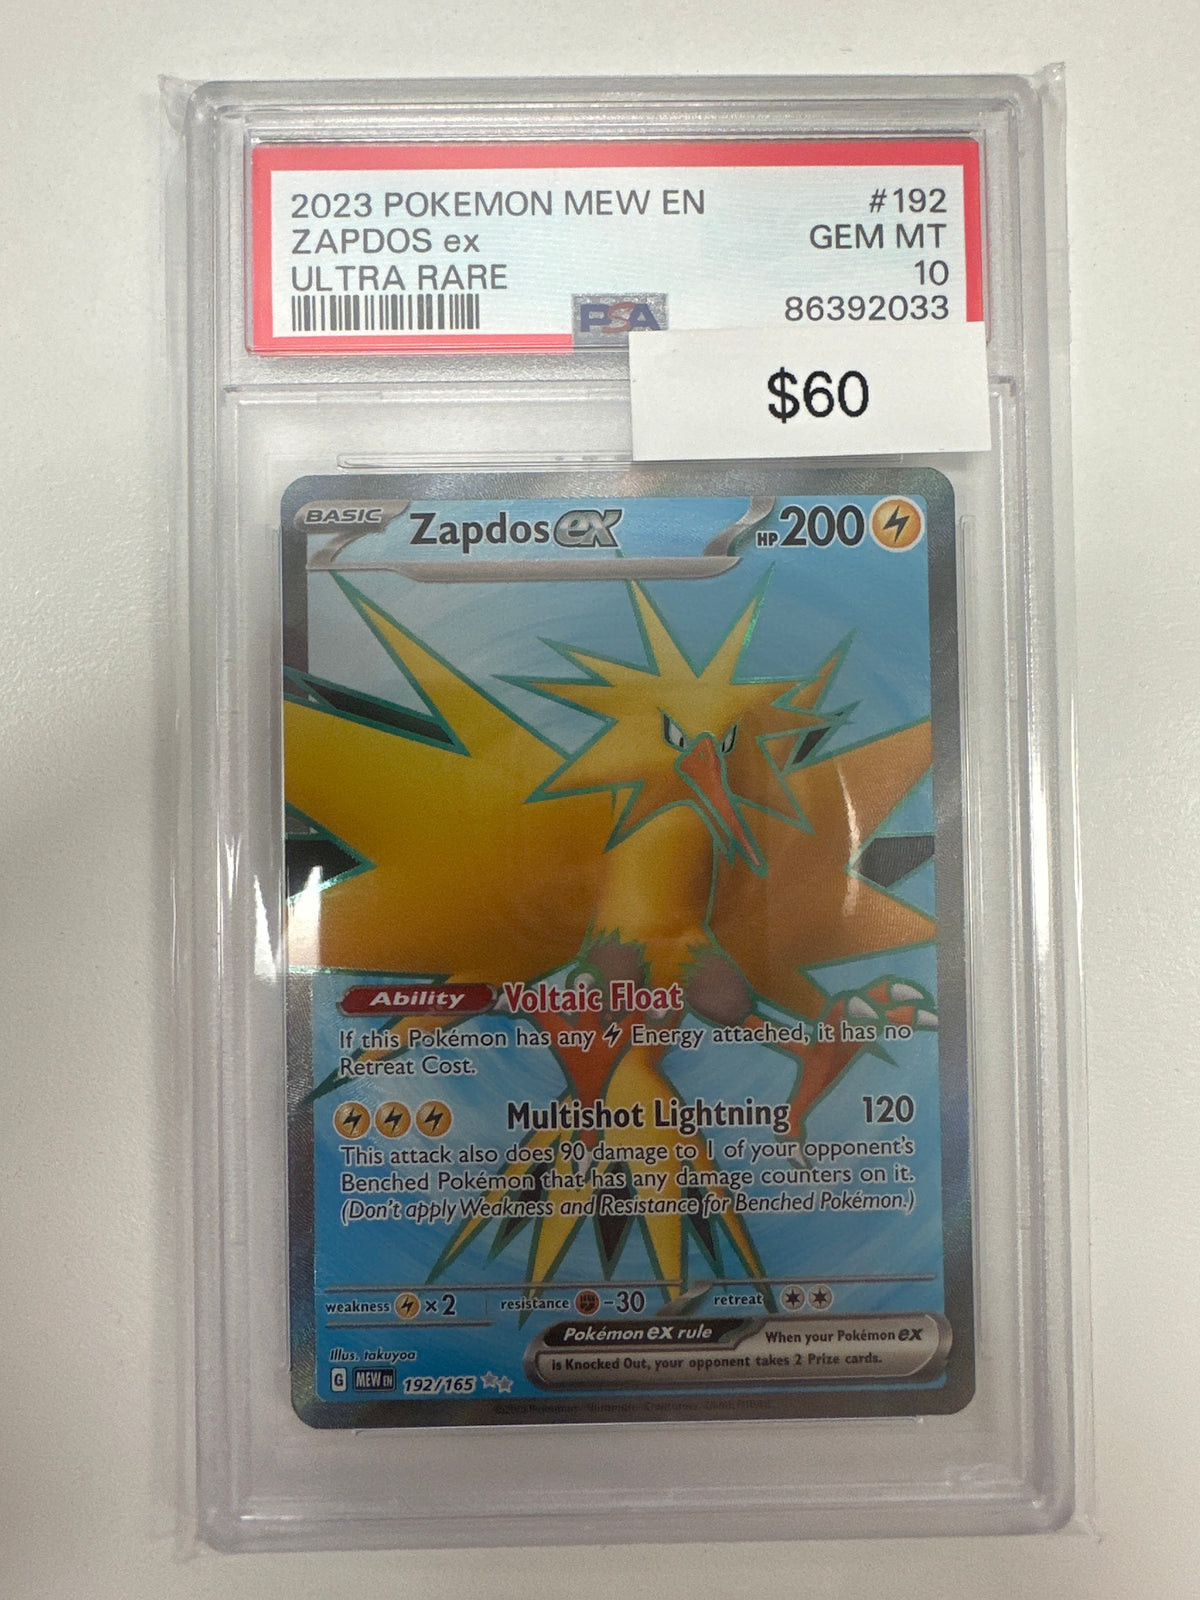 2023 POKEMON MEW EN #192
ZAPDOS ex GEM MT
ULTRA RARE 10
PSA 86392033
$60
BASIC Zapdos ex HP 200
Ability Voltaic Float
If this Pokémon has any Energy attached, it has no
Retreat Cost.
Multishot Lightning 120
This attack also does 90 damage to 1 of your opponent's
Benched Pokémon that has any damage counters on it.
(Don't apply Weakness and Resistance for Benched Pokémon.)
weakness ×2 resistance -30 retreat
Pokémon ex rule When your Pokémon ex
is Knocked Out, your opponent takes 2 Prize cards.
Illus. takuyoa
G MEW EN 192/165